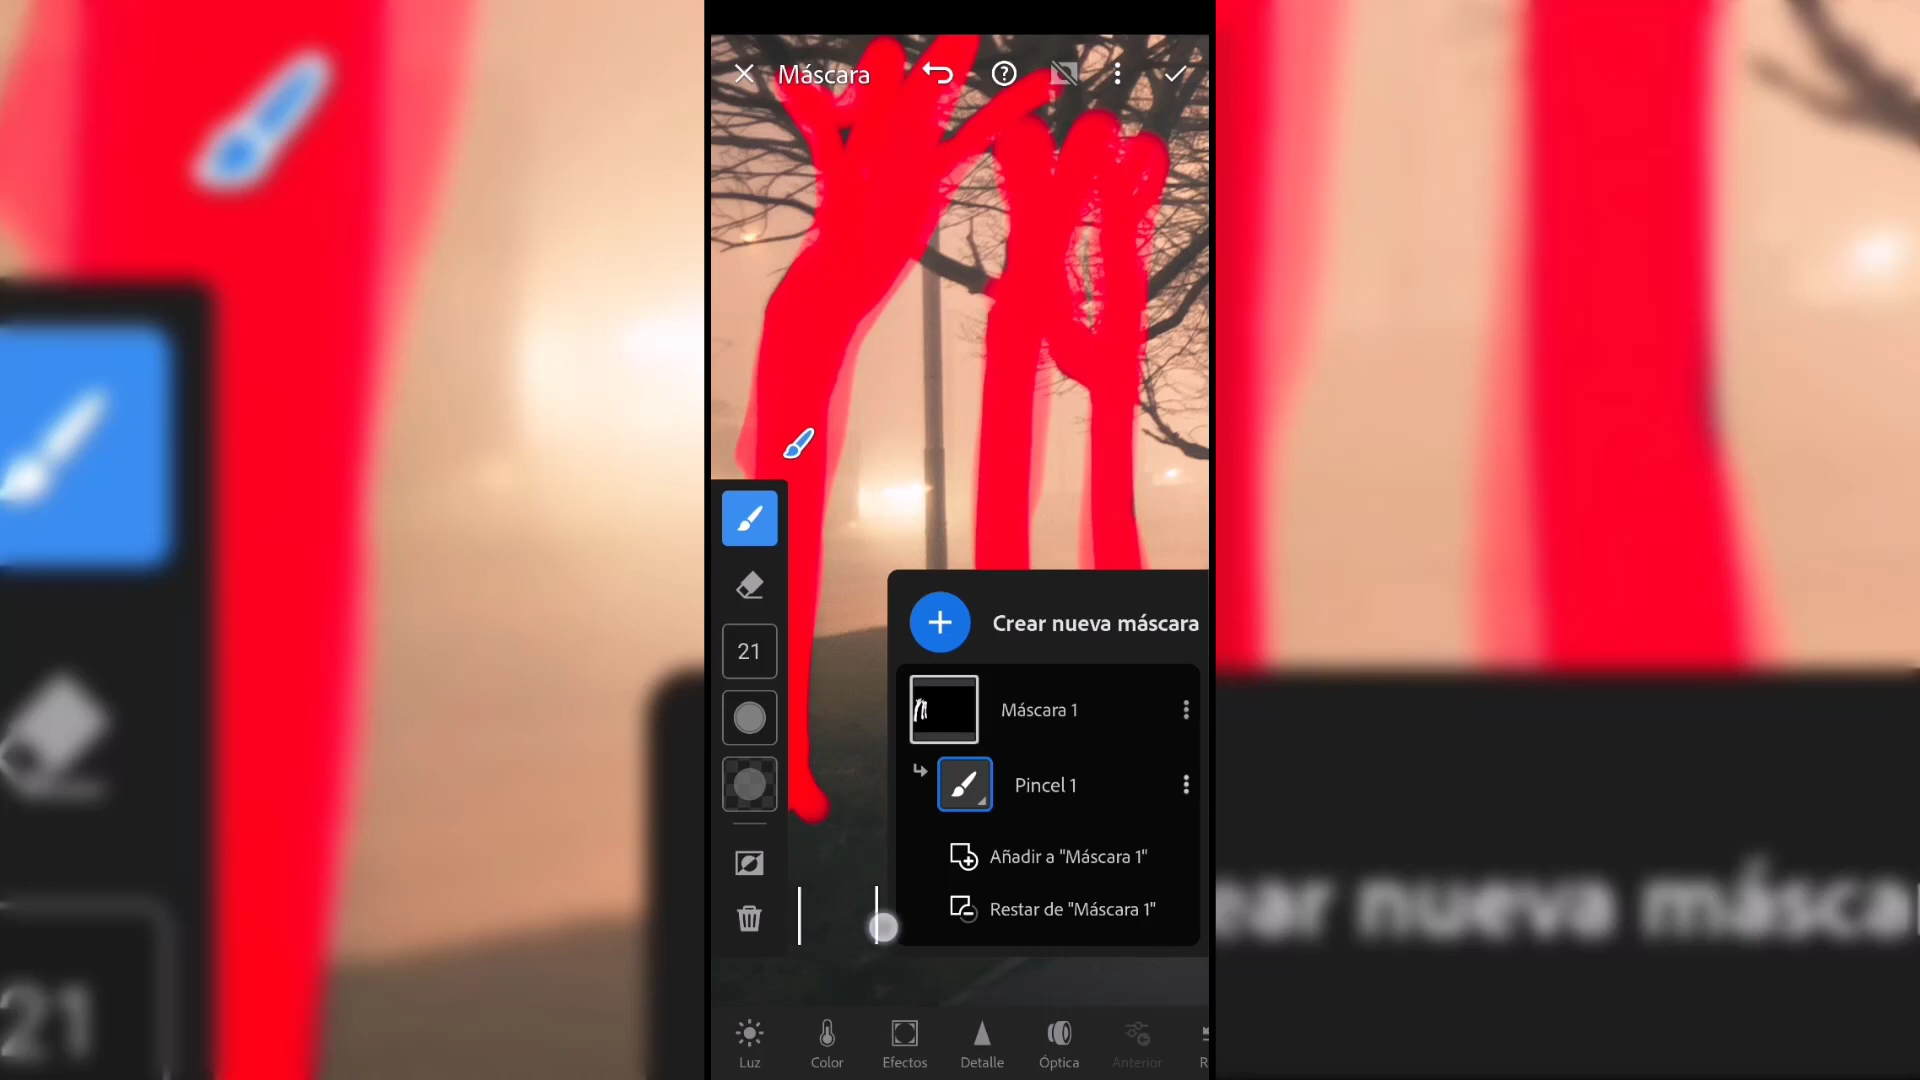 Máscara
21
Crear nueva máscara
Máscara 1
Pincel 1
Añadir a "Máscara 1"
Restar de "Máscara 1"
Luz
Color
Efectos
Detalle
Óptica
Anterior
R
21
ear nueva másca